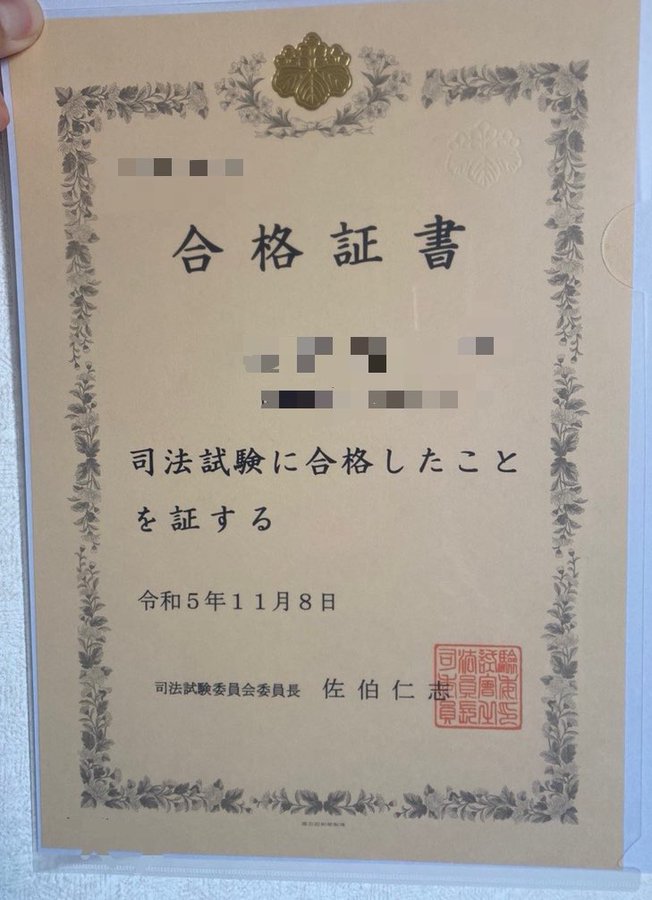 合格証書
司法試験に合格したこと
を証する
令和５年１１月８日
司法試験委員会委員長 佐伯仁志